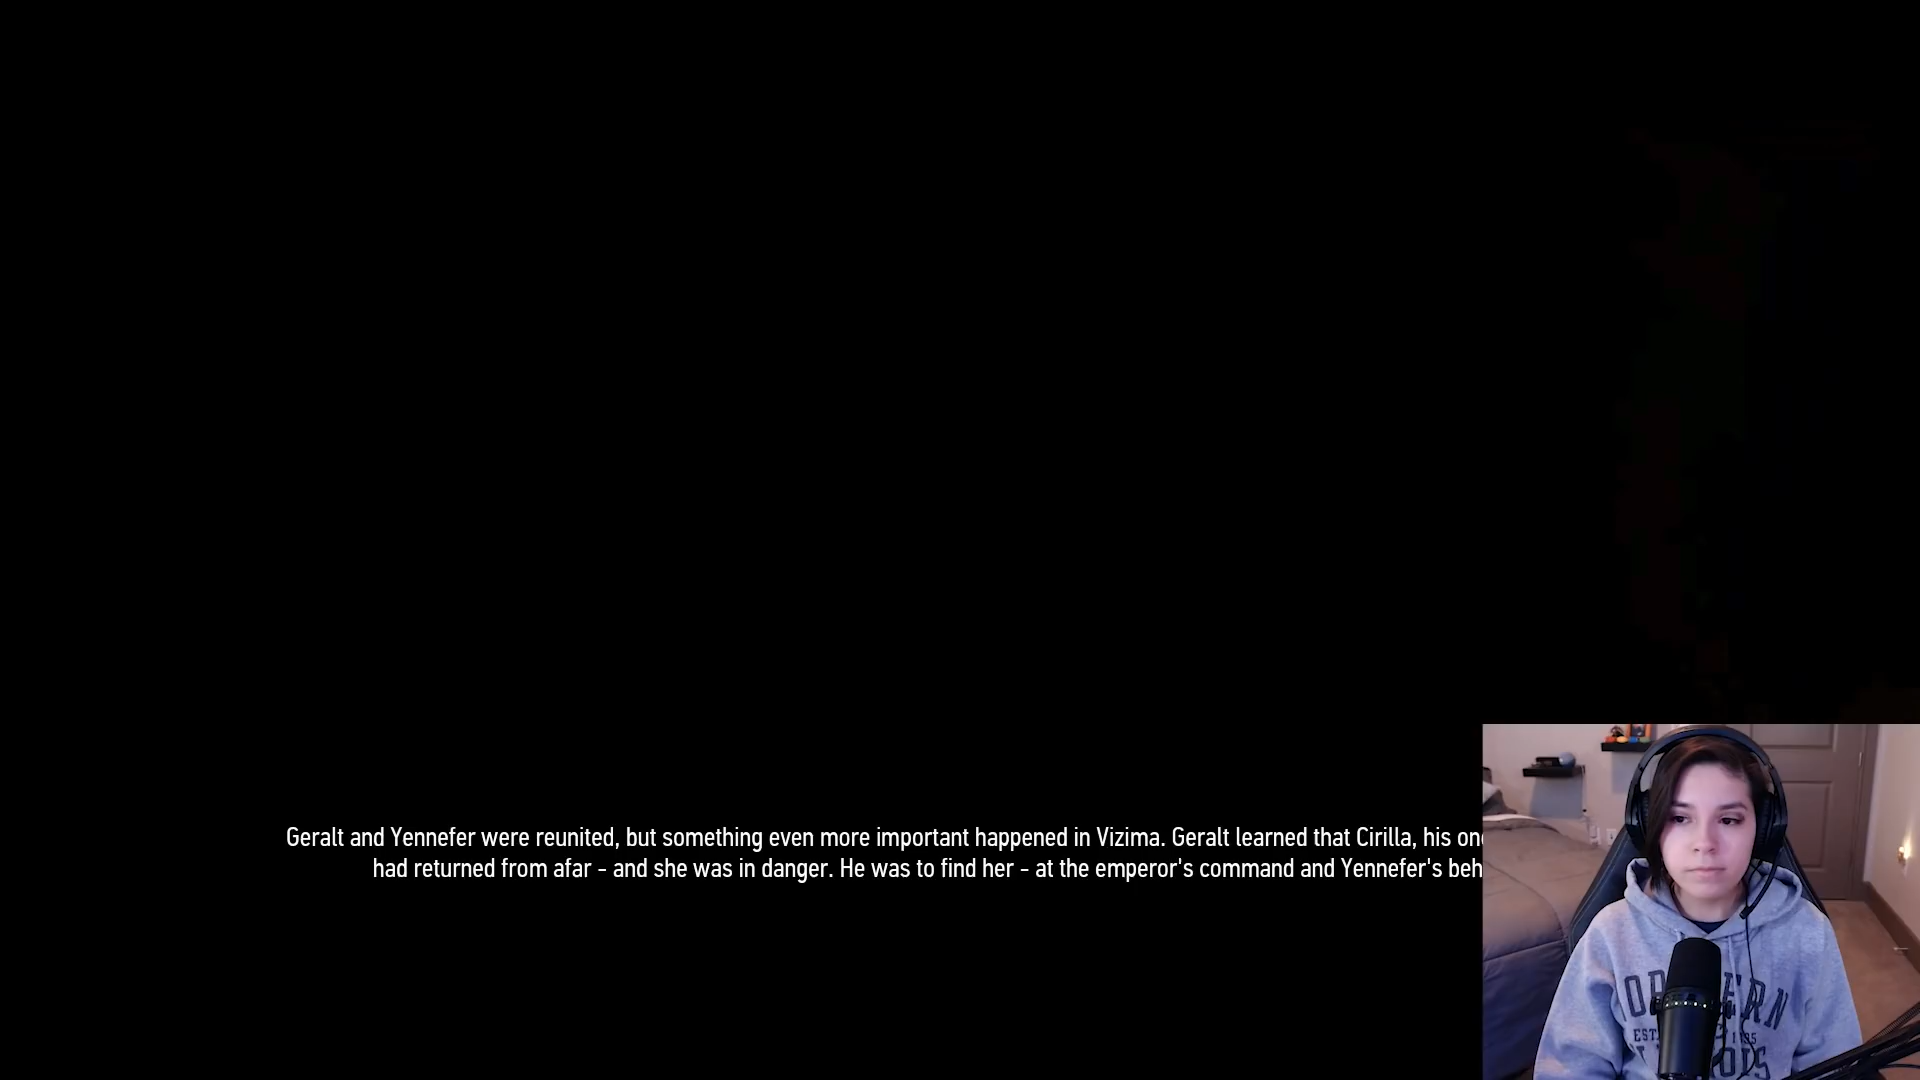 Geralt and Yennefer were reunited, but something even more important happened in Vizima. Geralt learned that Cirilla, his
had returned from afar - and she was in danger. He was to find her - at the emperor's command and Yennefer's